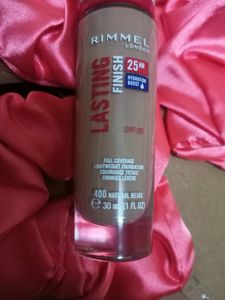 RIMMEL
LONDON
LASTING
FINISH
25HR
HYDRATION
BOOST
FULL COVERAGE
LIGHTWEIGHT FOUNDATION
COUVRANCE TOTALE
FORMULE LÉGÈRE
400 NATURAL BEIGE
e 30 ml (1 FL OZ)